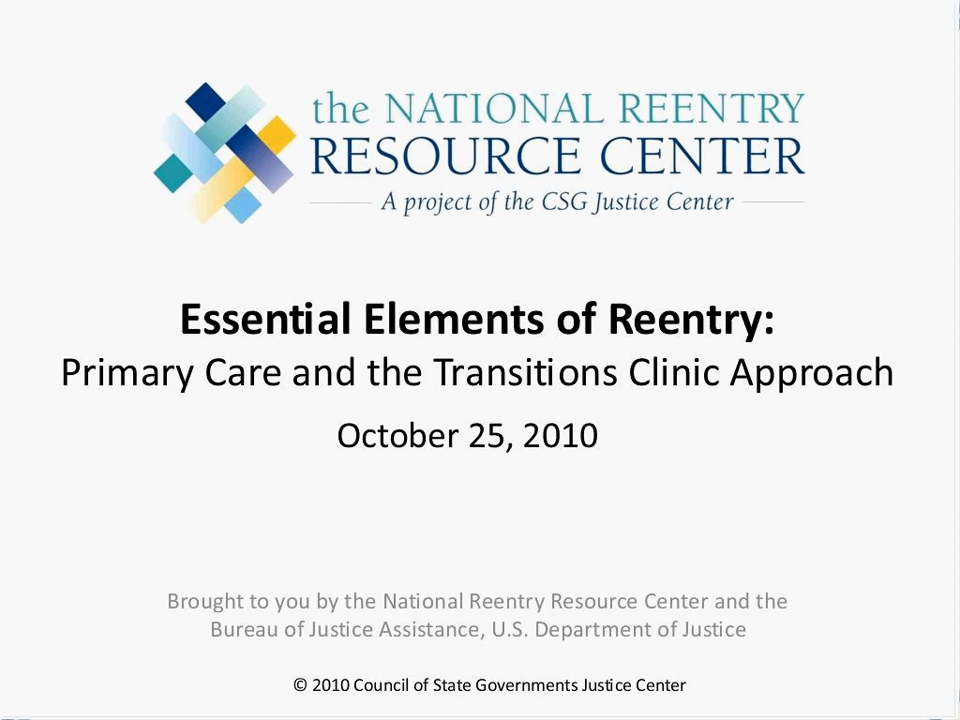 the NATIONAL REENTRY
RESOURCE CENTER
A project of the CSG Justice Center
Essential Elements of Reentry:
Primary Care and the Transitions Clinic Approach
October 25, 2010
Brought to you by the National Reentry Resource Center and the
Bureau of Justice Assistance, U.S. Department of Justice
© 2010 Council of State Governments Justice Center